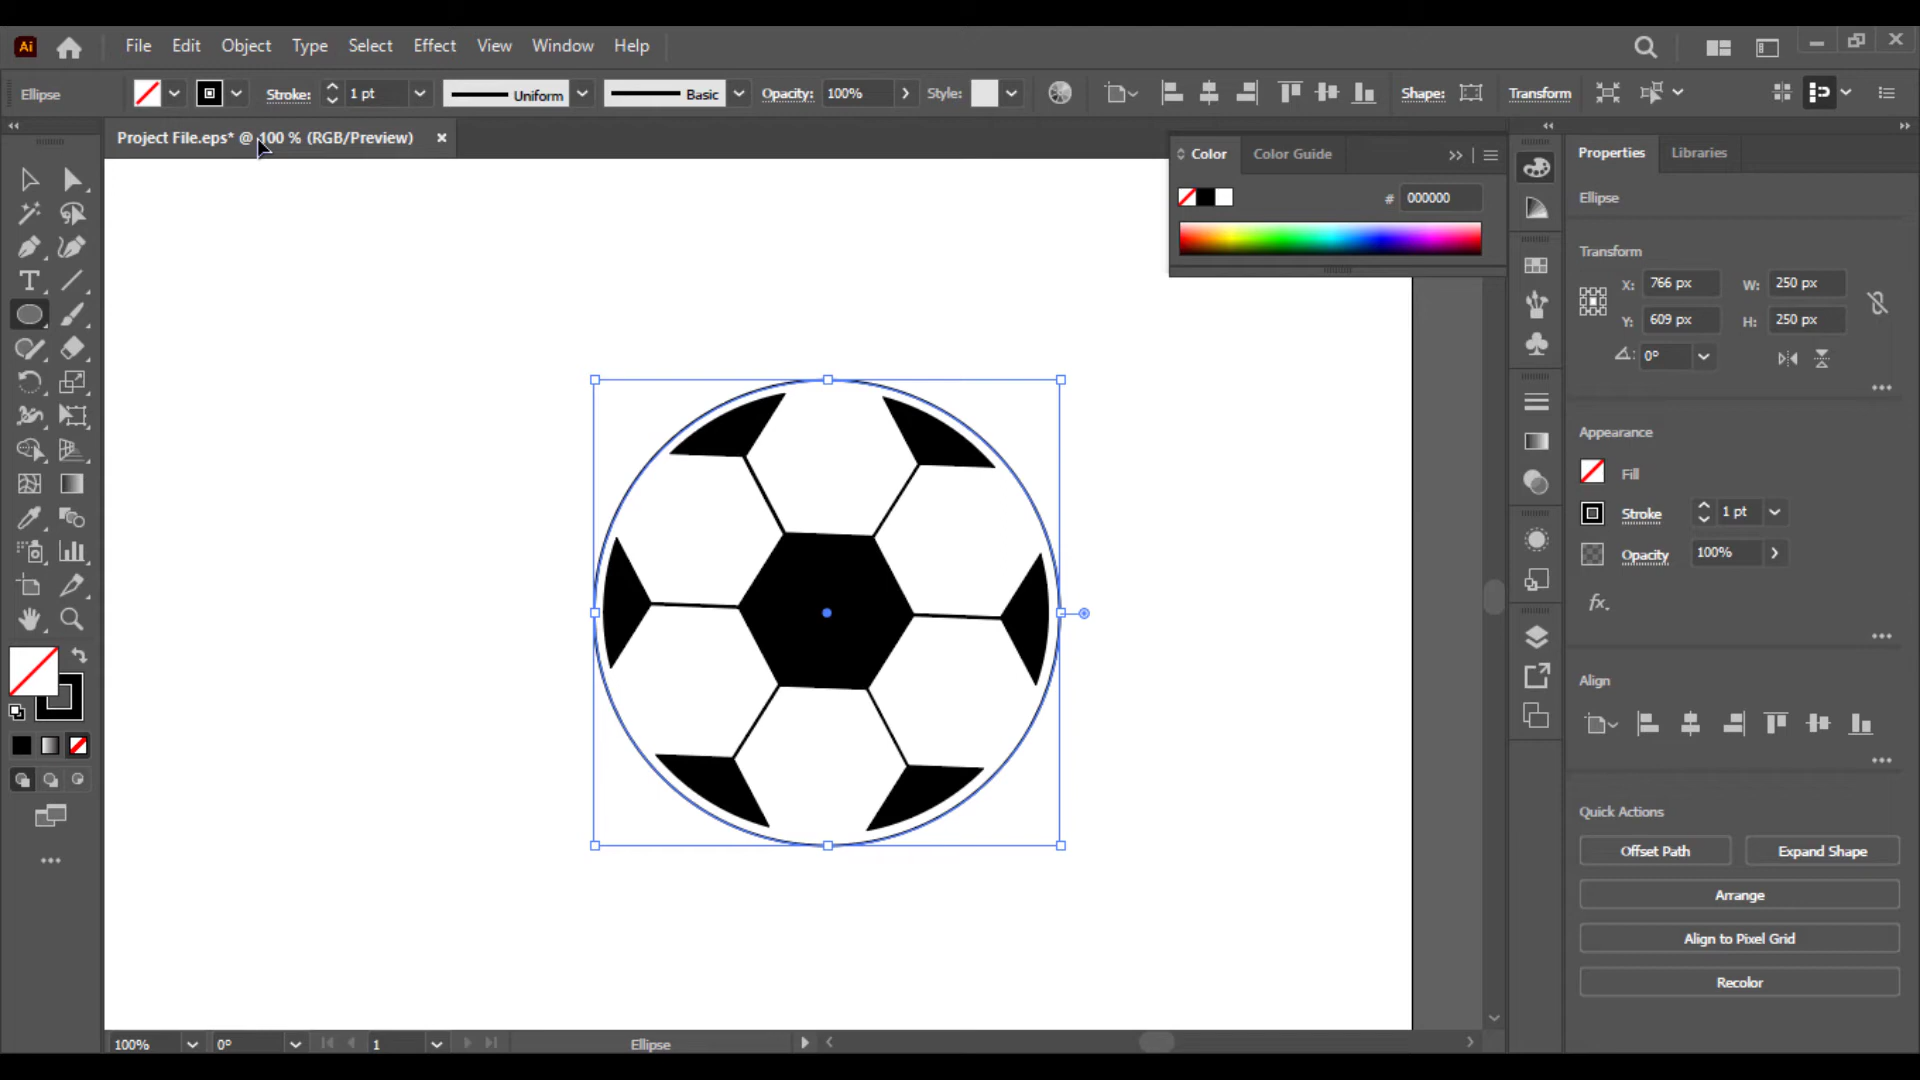 Ai File Edit Object Type Select Effect View Window Help
Ellipse Stroke: 1 pt Uniform Basic Opacity: 100% Style: Shape: Transform
Project File.eps* @ 100 % (RGB/Preview) ×
Color Color Guide
# 000000
Properties Libraries
Ellipse
Transform
X: 766 px W: 250 px
Y: 609 px H: 250 px
0°
Appearance
Fill
Stroke 1 pt
Opacity 100%
fx.
Align
Quick Actions
Offset Path Expand Shape
Arrange
Align to Pixel Grid
Recolor
T
100% 0° 1 Ellipse